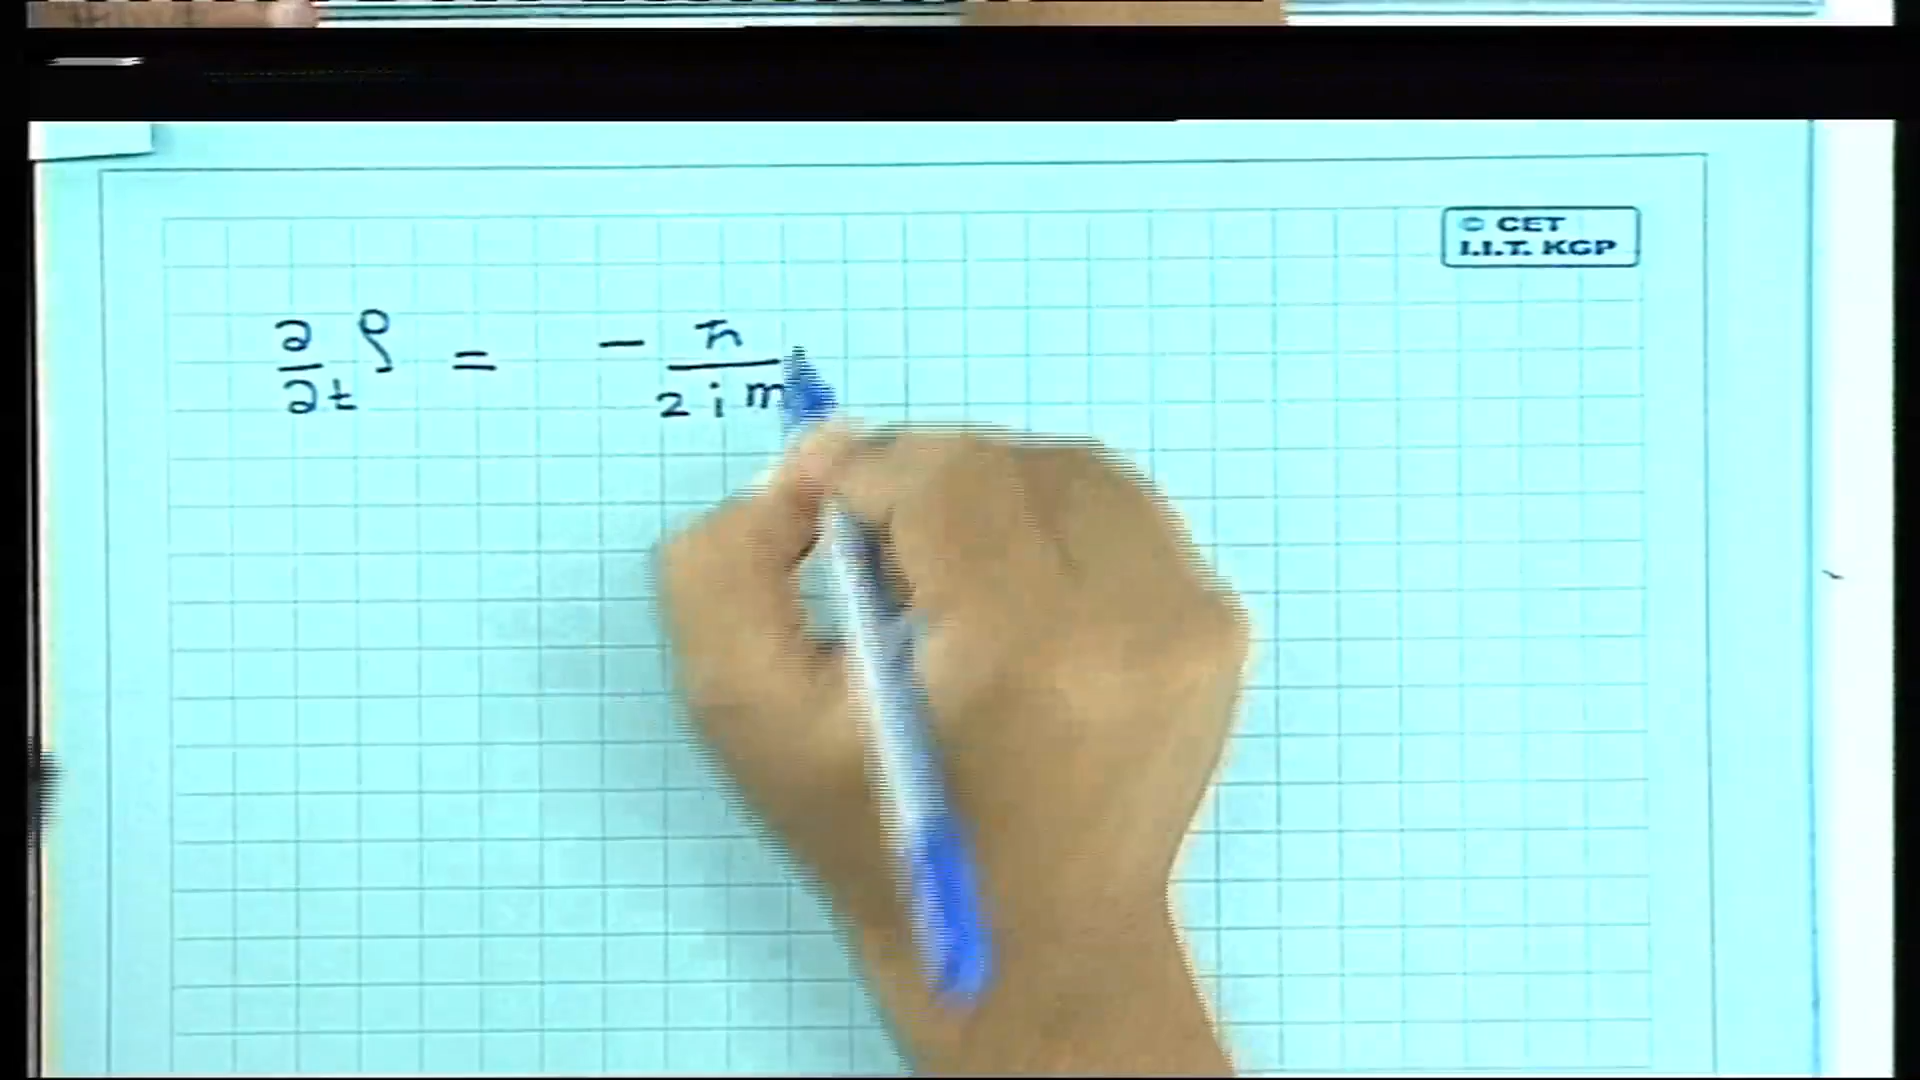 © CET
I.I.T. KGP
∂/∂t ρ = - ħ/2im